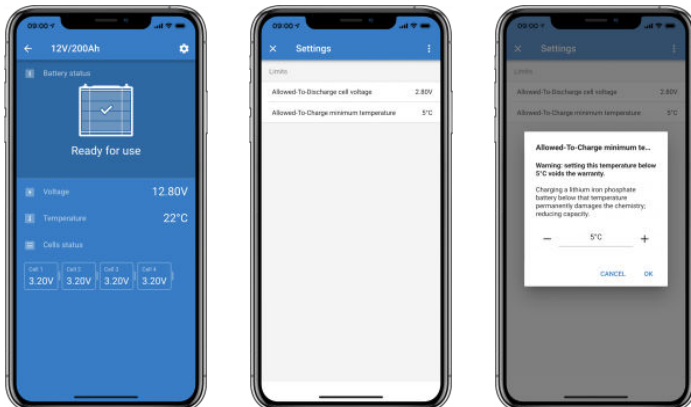 09:00
12V/200Ah
Battery status
Ready for use
Voltage 12.80V
Temperature 22°C
Cells status
Cell 1 Cell 2 Cell 3 Cell 4
3.20V 3.20V 3.20V 3.20V
09:00
Settings
Limits
Allowed-To-Discharge cell voltage 2.80V
Allowed-To-Charge minimum temperature 5°C
09:00
Settings
Limits
Allowed-To-Discharge cell voltage 2.80V
Allowed-To-Charge minimum temperature 5°C
Allowed-To-Charge minimum te...
Warning: setting this temperature below
5°C voids the warranty.
Charging a lithium iron phosphate
battery below that temperature
permanently damages the chemistry;
reducing capacity.
− 5°C +
CANCEL OK